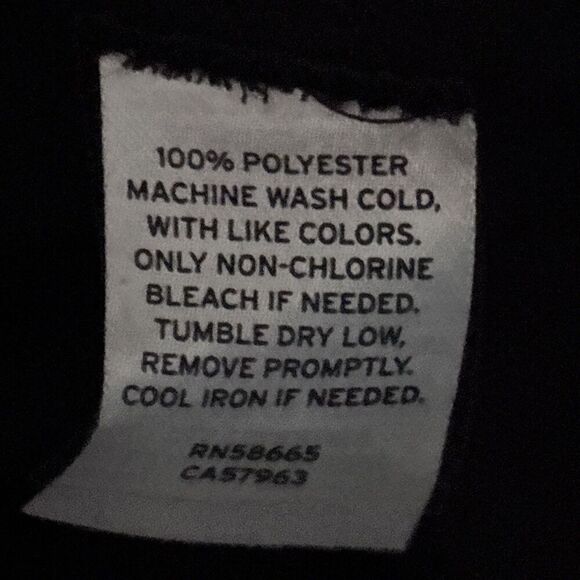 100% POLYESTER
MACHINE WASH COLD,
WITH LIKE COLORS.
ONLY NON-CHLORINE
BLEACH IF NEEDED.
TUMBLE DRY LOW,
REMOVE PROMPTLY.
COOL IRON IF NEEDED.
RN58665
CA57963